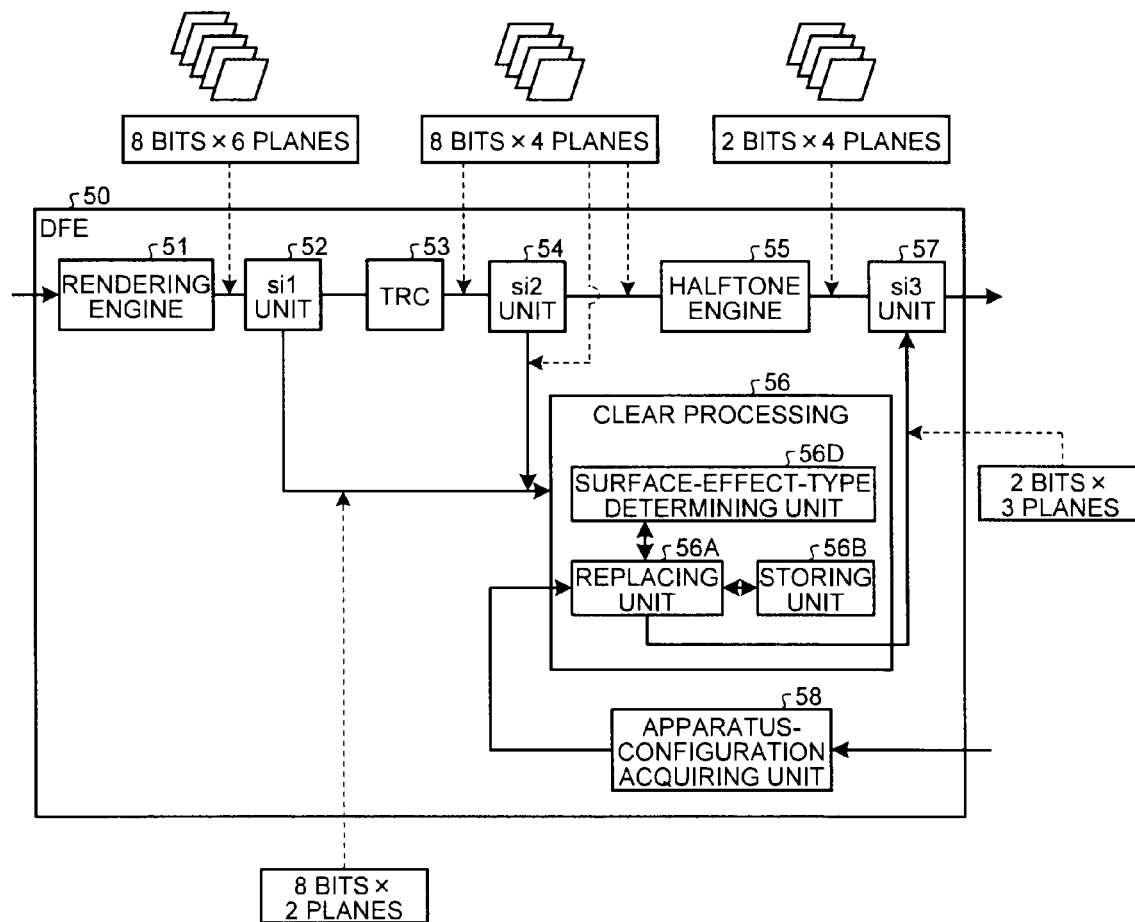 8 BITS × 6 PLANES
8 BITS × 4 PLANES
2 BITS × 4 PLANES
50
DFE
51
RENDERING
ENGINE
52
si1
UNIT
53
TRC
54
si2
UNIT
55
HALFTONE
ENGINE
57
si3
UNIT
56
CLEAR PROCESSING
56D
SURFACE-EFFECT-TYPE
DETERMINING UNIT
56A
REPLACING
UNIT
56B
STORING
UNIT
2 BITS ×
3 PLANES
58
APPARATUS-
CONFIGURATION
ACQUIRING UNIT
8 BITS ×
2 PLANES